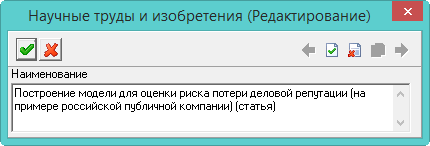 Научные труды и изобретения (Редактирование)
Наименование
Построение модели для оценки риска потери деловой репутации (на
примере российской публичной компании) (статья)